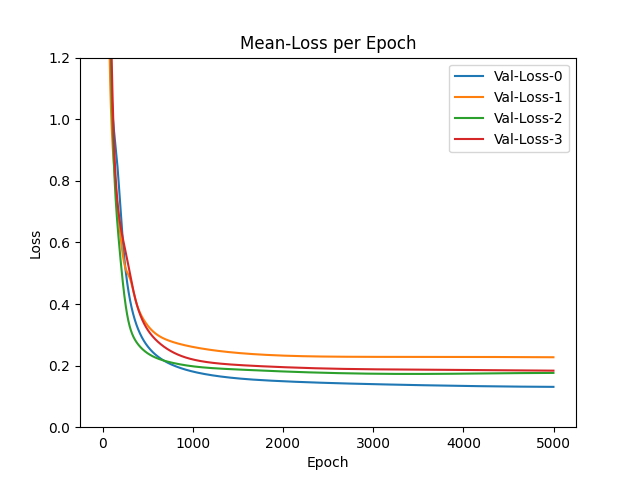 Mean-Loss per Epoch
1.2
1.0
0.8
0.6
0.4
0.2
0.0
Loss
Val-Loss-0
Val-Loss-1
Val-Loss-2
Val-Loss-3
0 1000 2000 3000 4000 5000
Epoch